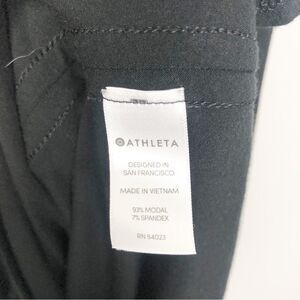 ATHLETA
DESIGNED IN
SAN FRANCISCO
MADE IN VIETNAM
93% MODAL
7% SPANDEX
RN 54023